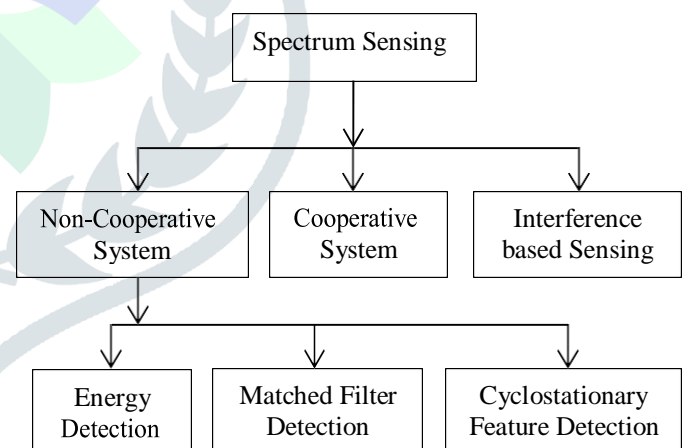 Spectrum Sensing
Non-Cooperative
System
Cooperative
System
Interference
based Sensing
Energy
Detection
Matched Filter
Detection
Cyclostationary
Feature Detection